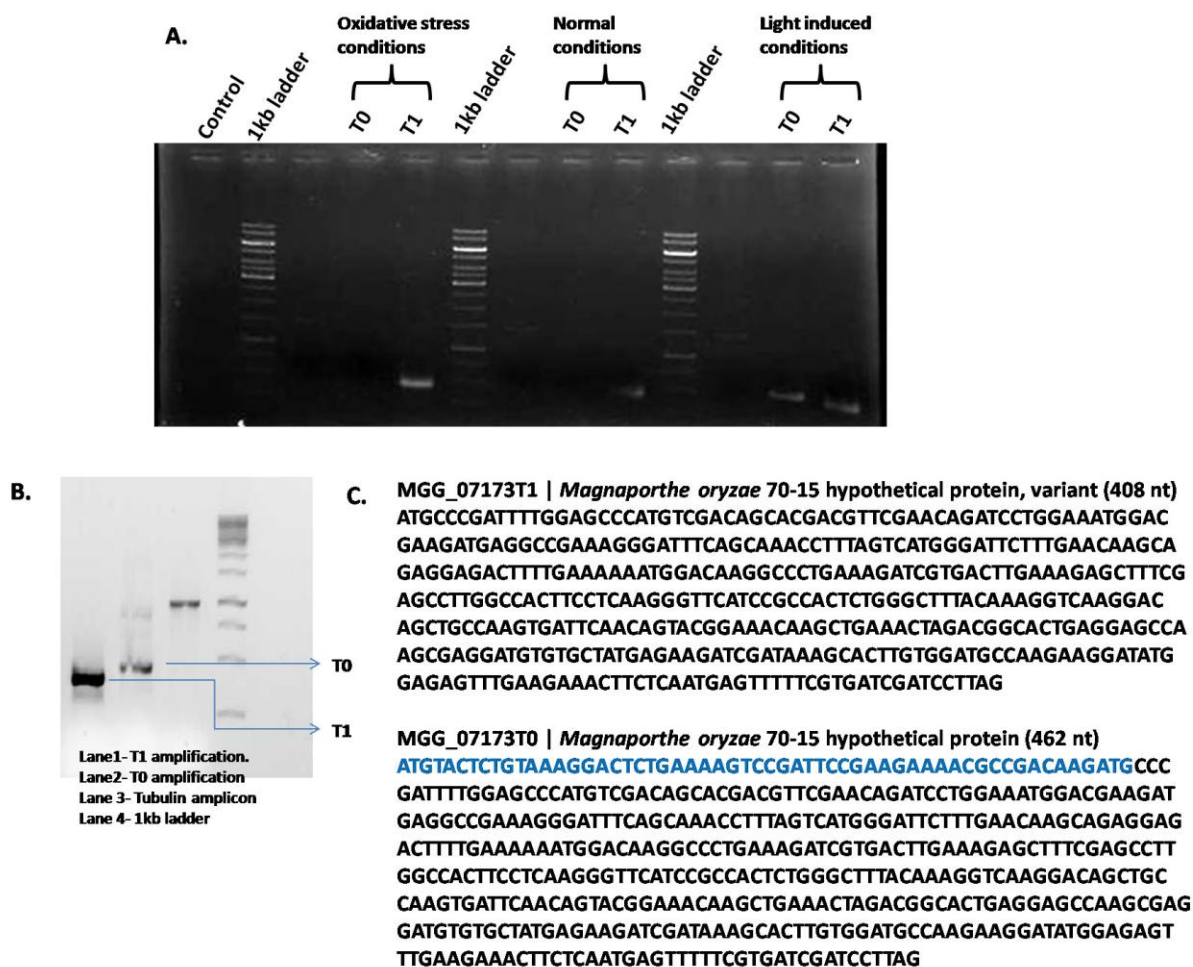 A.
Oxidative stress
conditions
Normal
conditions
Light induced
conditions
Control
1kb ladder
T0
T1
1kb ladder
T0
T1
1kb ladder
T0
T1
B.
T0
T1
Lane1- T1 amplification.
Lane2- T0 amplification
Lane 3- Tubulin amplicon
Lane 4- 1kb ladder
C.
MGG_07173T1 | Magnaporthe oryzae 70-15 hypothetical protein, variant (408 nt)
ATGCCCGATTTTGGAGCCCATGTCGACAGCACGACGTTCGAACAGATCCTGGAAATGGAC
GAAGATGAGGCCGAAAGGGATTTCAGCAAACCTTTAGTCATGGGATTCTTTGAACAAGCA
GAGGAGACTTTTGAAAAAATGGACAAGGCCCTGAAAGATCGTGACTTGAAAGAGCTTTCG
AGCCTTGGCCACTTCCTCAAGGGTTCATCCGCCACTCTGGGCTTTACAAAGGTCAAGGAC
AGCTGCCAAGTGATTCAACAGTACGGAAACAAGCTGAAACTAGACGGCACTGAGGAGCCA
AGCGAGGATGTGTGCTATGAGAAGATCGATAAAGCACTTGTGGATGCCAAGAAGGATATG
GAGAGTTTGAAGAAACTTCTCAATGAGTTTTTCGTGATCGATCCTTAG
MGG_07173T0 | Magnaporthe oryzae 70-15 hypothetical protein (462 nt)
ATGTACTCTGTAAAGGACTCTGAAAAGTCCGATTCCGAAGAAAACGCCGACAAGATGCCC
GATTTTGGAGCCCATGTCGACAGCACGACGTTCGAACAGATCCTGGAAATGGACGAAGAT
GAGGCCGAAAGGGATTTCAGCAAACCTTTAGTCATGGGATTCTTTGAACAAGCAGAGGAG
ACTTTTGAAAAAATGGACAAGGCCCTGAAAGATCGTGACTTGAAAGAGCTTTCGAGCCTT
GGCCACTTCCTCAAGGGTTCATCCGCCACTCTGGGCTTTACAAAGGTCAAGGACAGCTGC
CAAGTGATTCAACAGTACGGAAACAAGCTGAAACTAGACGGCACTGAGGAGCCAAGCGAG
GATGTGTGCTATGAGAAGATCGATAAAGCACTTGTGGATGCCAAGAAGGATATGGAGAGT
TTGAAGAAACTTCTCAATGAGTTTTTCGTGATCGATCCTTAG